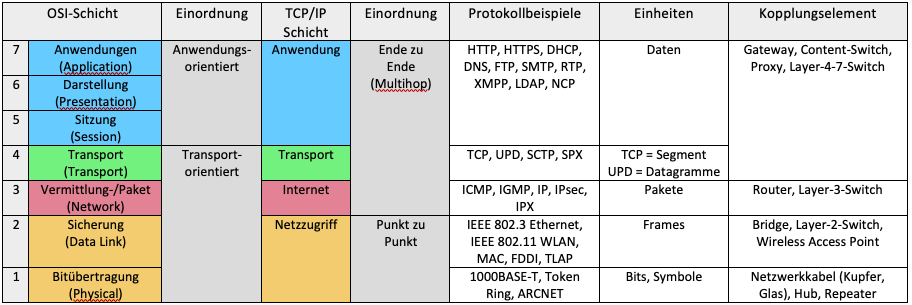 OSI-Schicht Einordnung TCP/IP Schicht Einordnung Protokollbeispiele Einheiten Kopplungselement
7 Anwendungen (Application) Anwendungs-orientiert Anwendung Ende zu Ende (Multihop) HTTP, HTTPS, DHCP, DNS, FTP, SMTP, RTP, XMPP, LDAP, NCP Daten Gateway, Content-Switch, Proxy, Layer-4-7-Switch
6 Darstellung (Presentation)
5 Sitzung (Session)
4 Transport (Transport) Transport-orientiert Transport TCP, UPD, SCTP, SPX TCP = Segment UPD = Datagramme
3 Vermittlung-/Paket (Network) Internet ICMP, IGMP, IP, IPsec, IPX Pakete Router, Layer-3-Switch
2 Sicherung (Data Link) Netzzugriff Punkt zu Punkt IEEE 802.3 Ethernet, IEEE 802.11 WLAN, MAC, FDDI, TLAP Frames Bridge, Layer-2-Switch, Wireless Access Point
1 Bitübertragung (Physical) 1000BASE-T, Token Ring, ARCNET Bits, Symbole Netzwerkkabel (Kupfer, Glas), Hub, Repeater